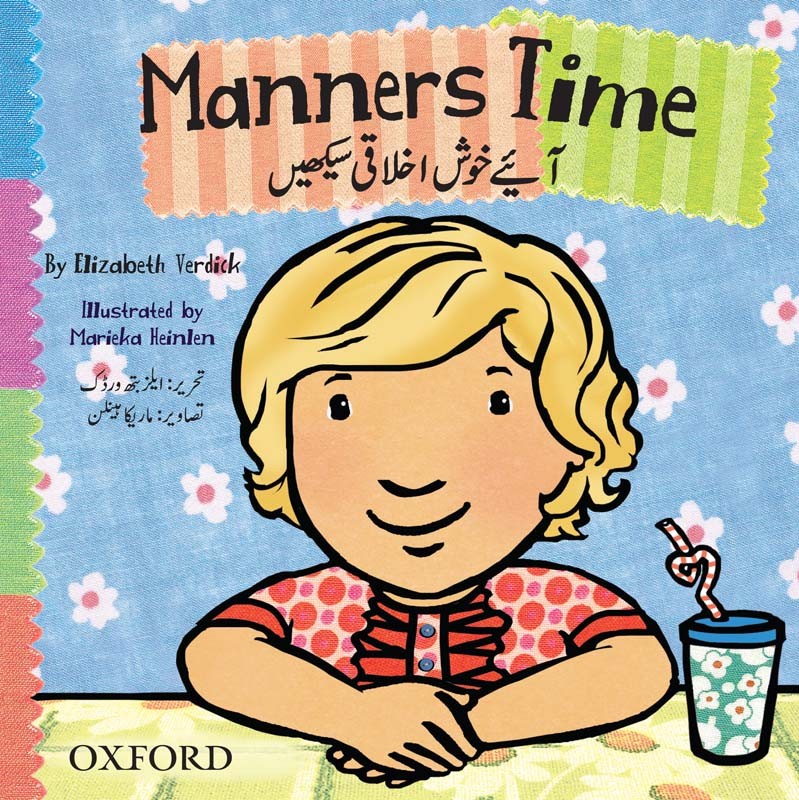 Manners Time
آئیے خوش اخلاقی سیکھیں
By Elizabeth Verdick
Illustrated by
Marieka Heinlen
تحریر: ایلزبتھ ورڈک
تصاویر: ماریکا ہینلن
OXFORD